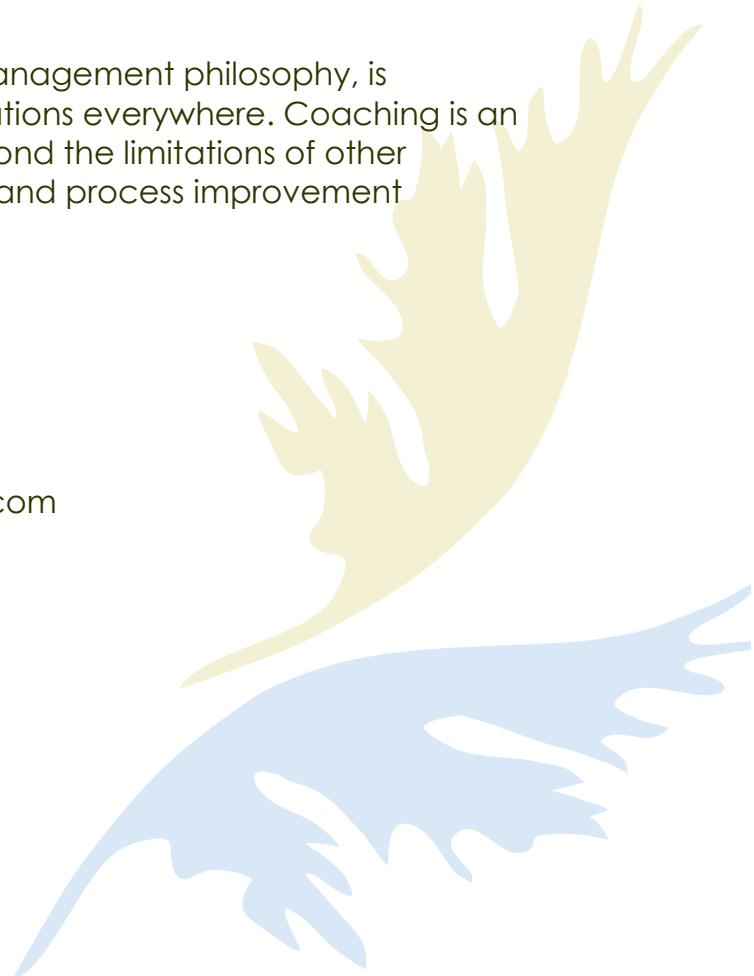 anagement philosophy, is
ations everywhere. Coaching is an
ond the limitations of other
and process improvement
com